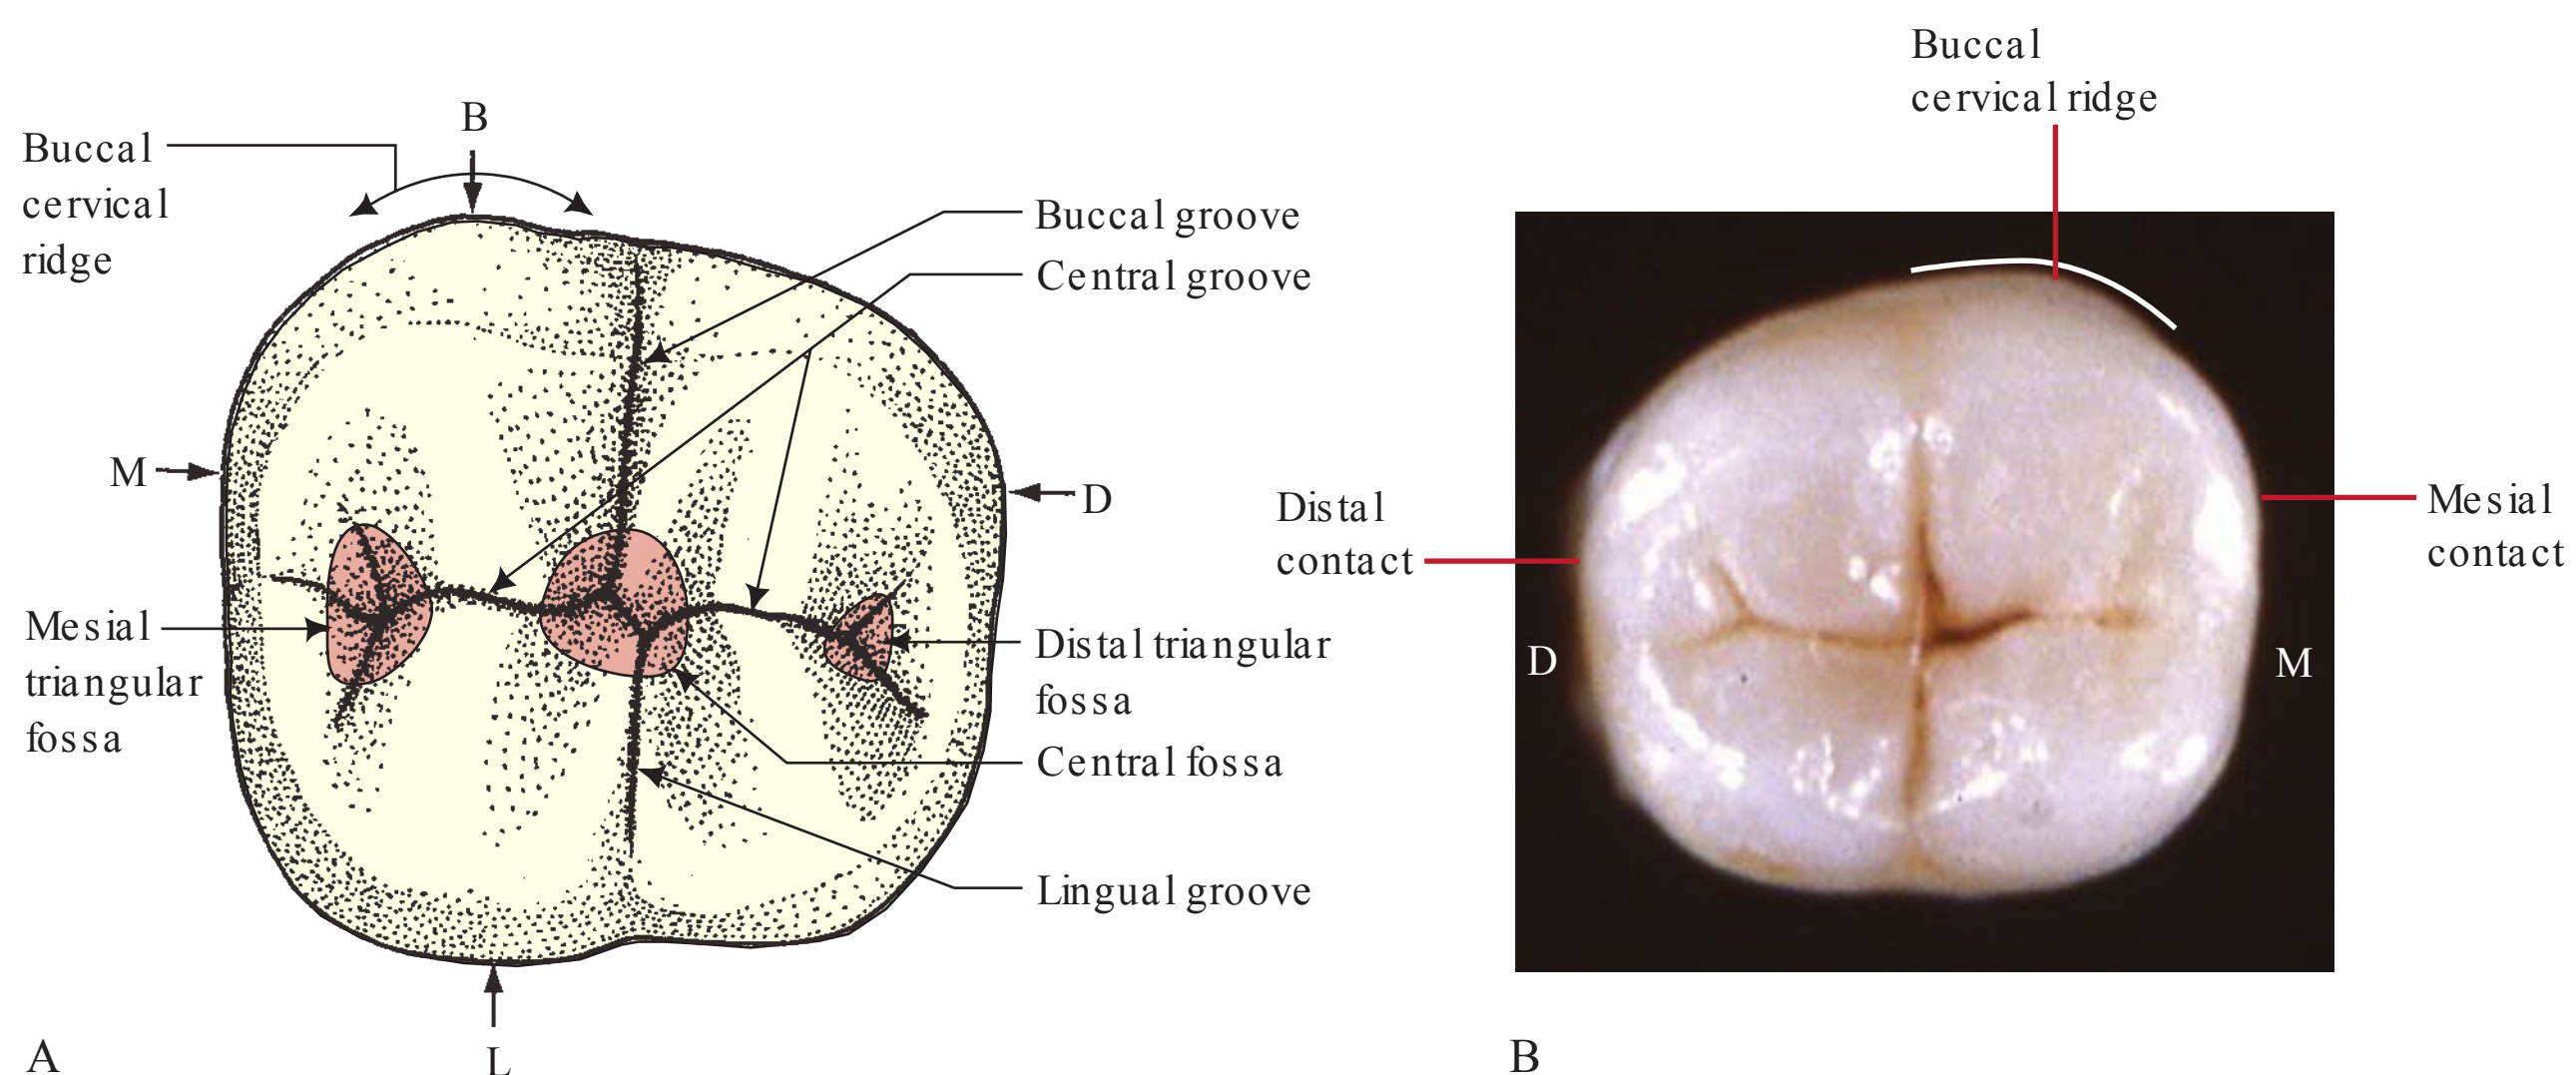 Buccal
cervical ridge
B
Buccal
cervical
ridge
Buccal groove
Central groove
M
D
Distal
contact
Mesial
contact
Mesial
triangular
fossa
Distal triangular
fossa
D
M
Central fossa
Lingual groove
L
A
B